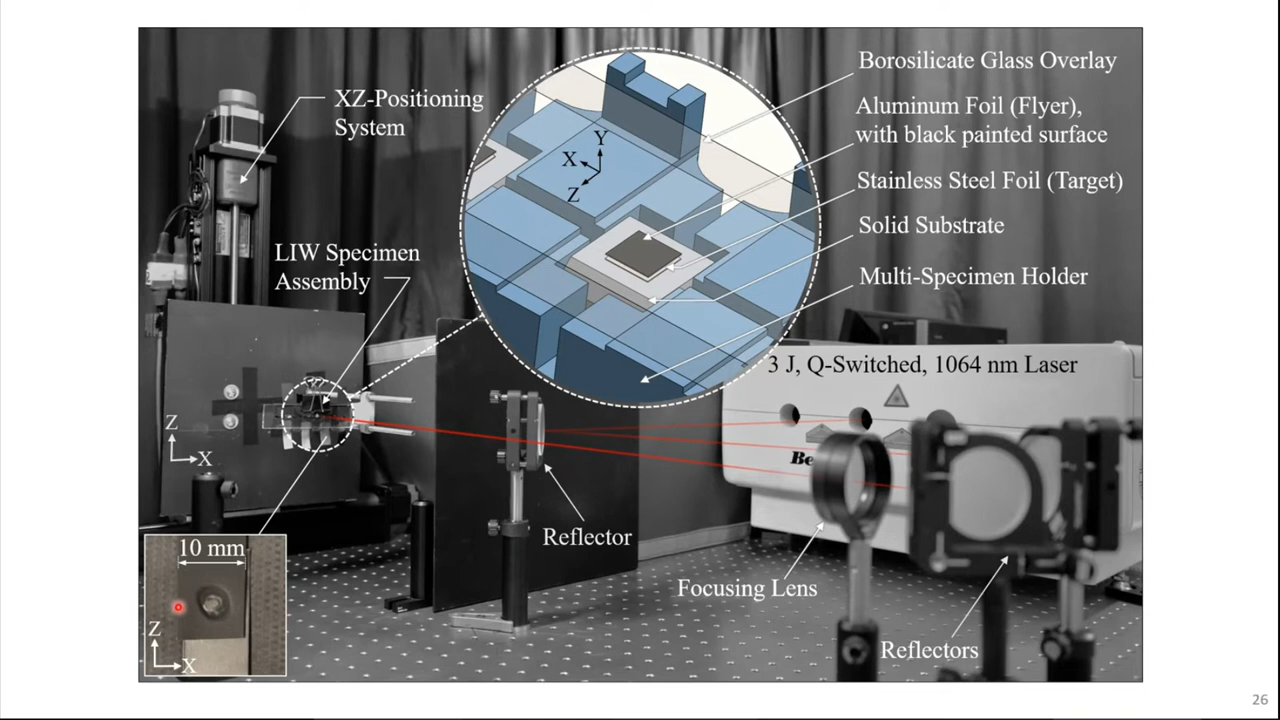 Borosilicate Glass Overlay
Aluminum Foil (Flyer),
with black painted surface
Stainless Steel Foil (Target)
Solid Substrate
Multi-Specimen Holder
XZ-Positioning
System
LIW Specimen
Assembly
Y
X
Z
3 J, Q-Switched, 1064 nm Laser
Be
Z
X
Reflector
Focusing Lens
Reflectors
10 mm
Z
X
26